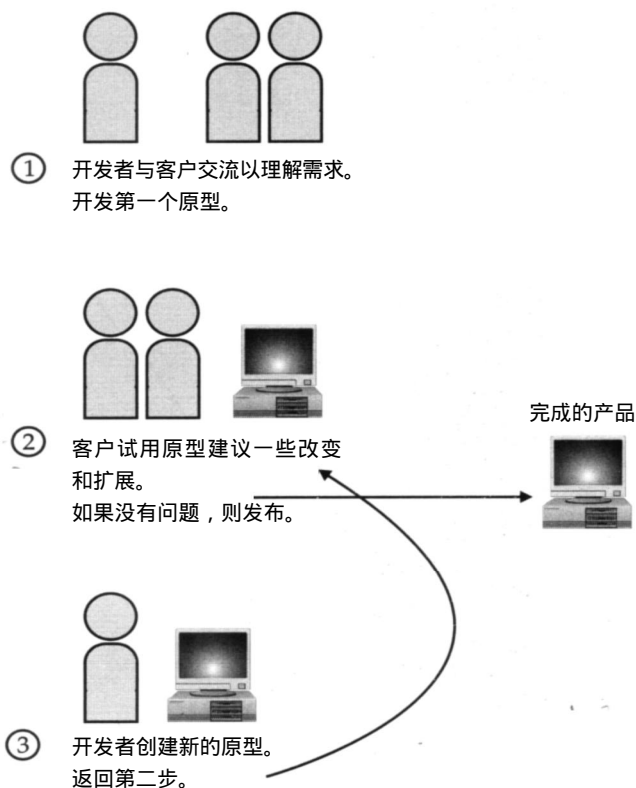 ① 开发者与客户交流以理解需求。
开发第一个原型。
完成的产品
② 客户试用原型建议一些改变
和扩展。
如果没有问题，则发布。
③ 开发者创建新的原型。
返回第二步。